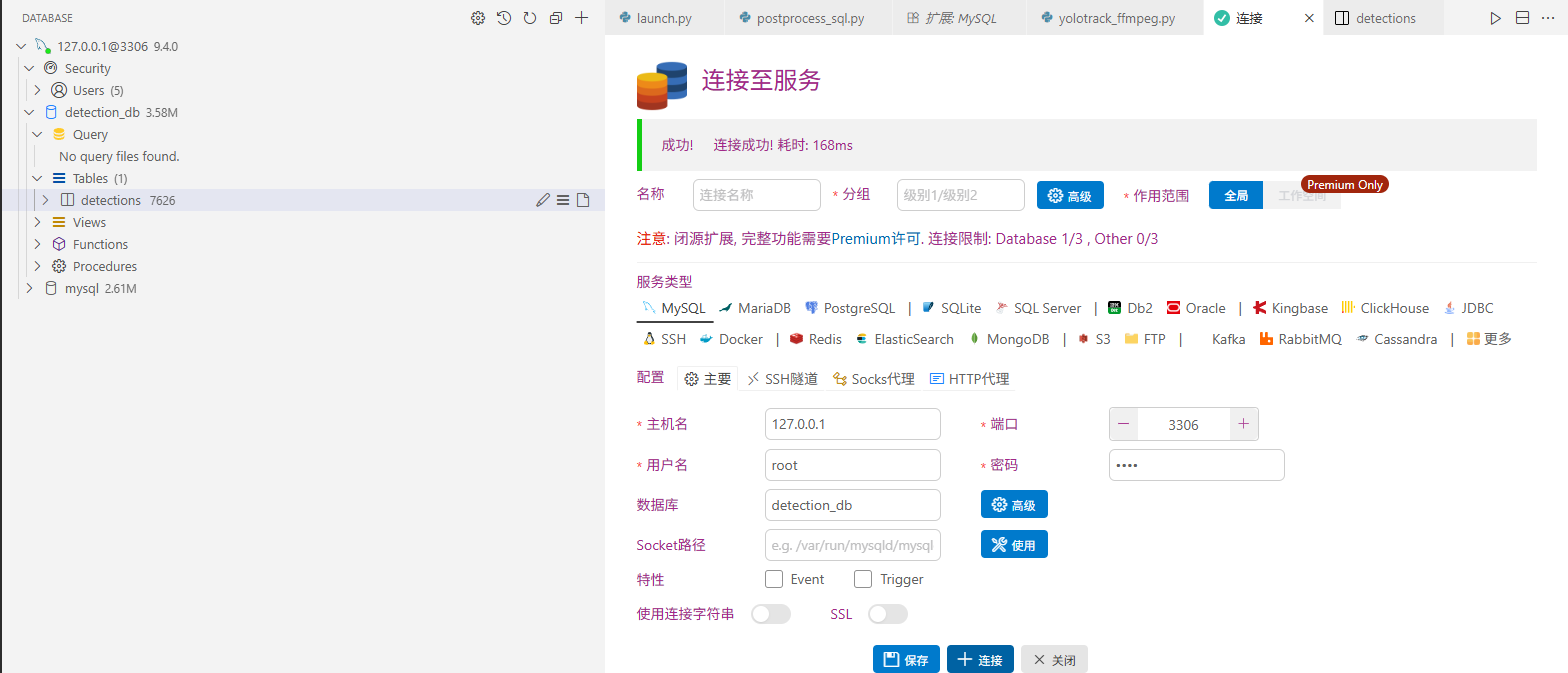 DATABASE
127.0.0.1@3306 9.4.0
Security
Users (5)
detection_db 3.58M
Query
No query files found.
Tables (1)
detections 7626
Views
Functions
Procedures
mysql 2.61M
launch.py postprocess_sql.py 扩展: MySQL yolotrack_ffmpeg.py 连接 detections
连接至服务
成功! 连接成功! 耗时: 168ms
名称 连接名称 * 分组 级别1/级别2 高级 * 作用范围 全局 工作空间 Premium Only
注意: 闭源扩展, 完整功能需要Premium许可. 连接限制: Database 1/3 , Other 0/3
服务类型
MySQL MariaDB PostgreSQL | SQLite SQL Server | Db2 Oracle | Kingbase ClickHouse JDBC
SSH Docker | Redis ElasticSearch MongoDB | S3 FTP | Kafka RabbitMQ Cassandra | 更多
配置 主要 SSH隧道 Socks代理 HTTP代理
* 主机名 127.0.0.1 * 端口 3306
* 用户名 root * 密码 ••••
数据库 detection_db 高级
Socket路径 e.g. /var/run/mysqld/mysql 使用
特性 Event Trigger
使用连接字符串 SSL
保存 连接 关闭